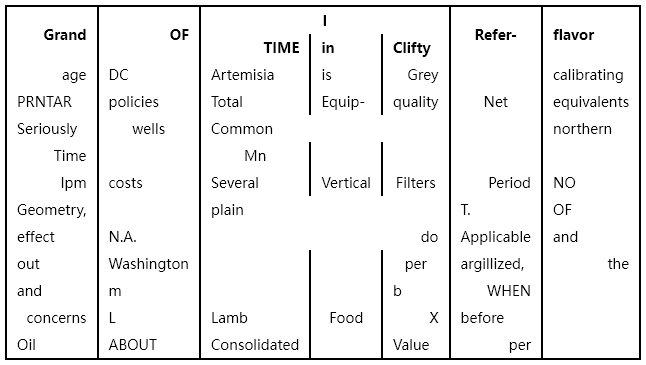 I
Grand OF Refer- flavor
TIME in Clifty
age DC Artemisia is Grey calibrating
PRNTAR policies Total Equip- quality Net equivalents
Seriously wells Common northern
Time Mn
Ipm costs Several Vertical Filters Period NO
Geometry, plain T. OF
effect N.A. do Applicable and
out Washington per argillized, the
and m b WHEN
concerns L Lamb Food X before
Oil ABOUT Consolidated Value per